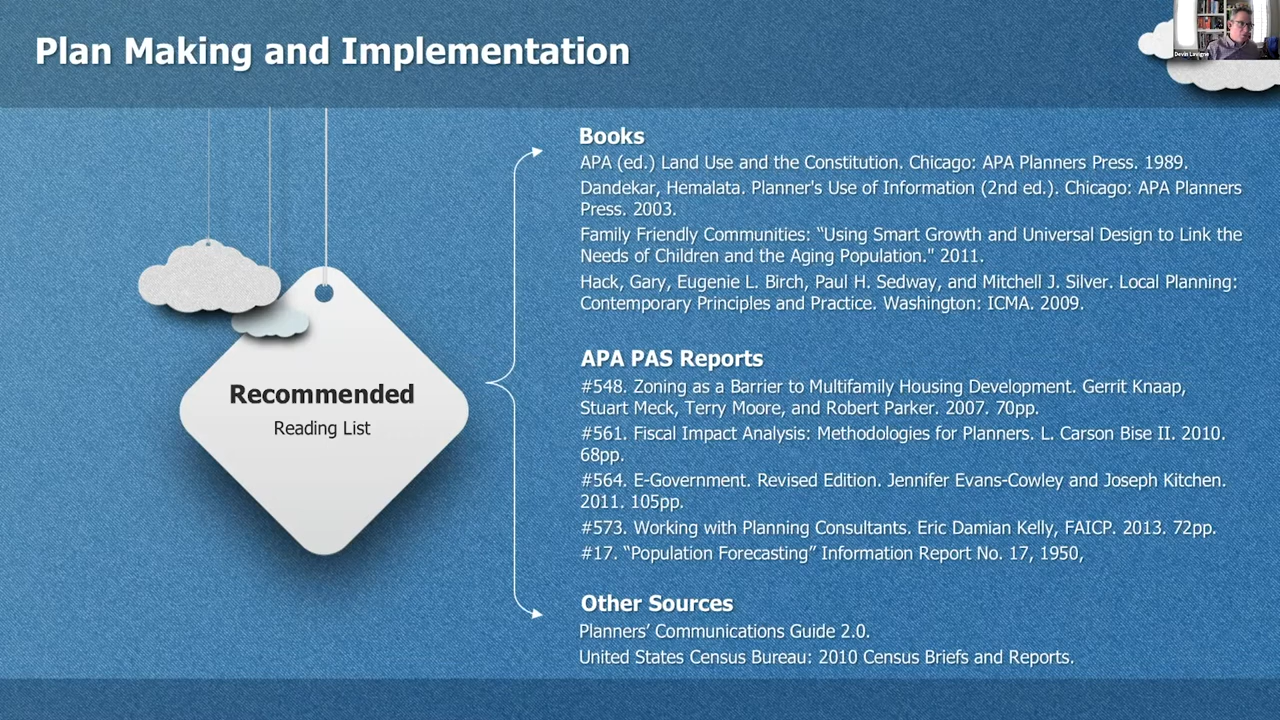 Plan Making and Implementation
Devin Lavigne
Books
APA (ed.) Land Use and the Constitution. Chicago: APA Planners Press. 1989.
Dandekar, Hemalata. Planner's Use of Information (2nd ed.). Chicago: APA Planners
Press. 2003.
Family Friendly Communities: “Using Smart Growth and Universal Design to Link the
Needs of Children and the Aging Population." 2011.
Hack, Gary, Eugenie L. Birch, Paul H. Sedway, and Mitchell J. Silver. Local Planning:
Contemporary Principles and Practice. Washington: ICMA. 2009.
Recommended
Reading List
APA PAS Reports
#548. Zoning as a Barrier to Multifamily Housing Development. Gerrit Knaap,
Stuart Meck, Terry Moore, and Robert Parker. 2007. 70pp.
#561. Fiscal Impact Analysis: Methodologies for Planners. L. Carson Bise II. 2010.
68pp.
#564. E-Government. Revised Edition. Jennifer Evans-Cowley and Joseph Kitchen.
2011. 105pp.
#573. Working with Planning Consultants. Eric Damian Kelly, FAICP. 2013. 72pp.
#17. “Population Forecasting” Information Report No. 17, 1950,
Other Sources
Planners’ Communications Guide 2.0.
United States Census Bureau: 2010 Census Briefs and Reports.